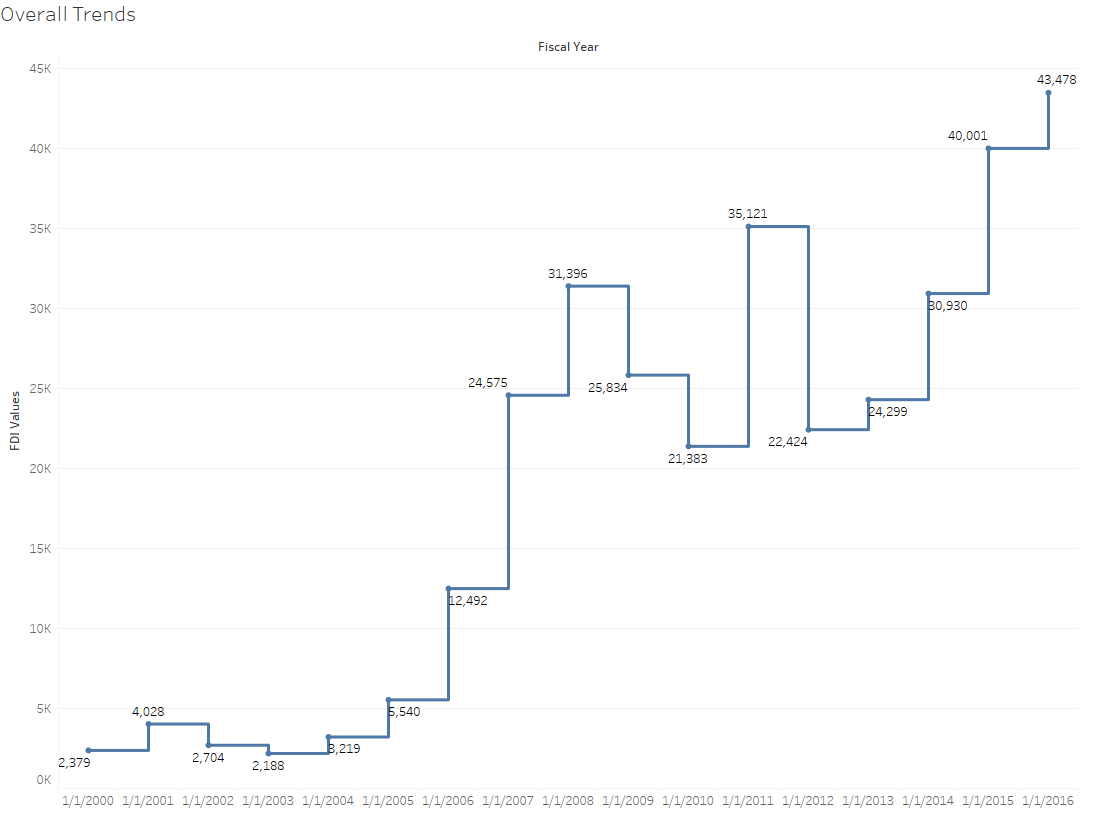 Overall Trends
Fiscal Year
45K
40K
35K
30K
25K
20K
15K
10K
5K
0K
FDI Values
2,379
4,028
2,704
2,188
3,219
5,540
12,492
24,575
31,396
25,834
21,383
35,121
22,424
24,299
30,930
40,001
43,478
1/1/2000 1/1/2001 1/1/2002 1/1/2003 1/1/2004 1/1/2005 1/1/2006 1/1/2007 1/1/2008 1/1/2009 1/1/2010 1/1/2011 1/1/2012 1/1/2013 1/1/2014 1/1/2015 1/1/2016